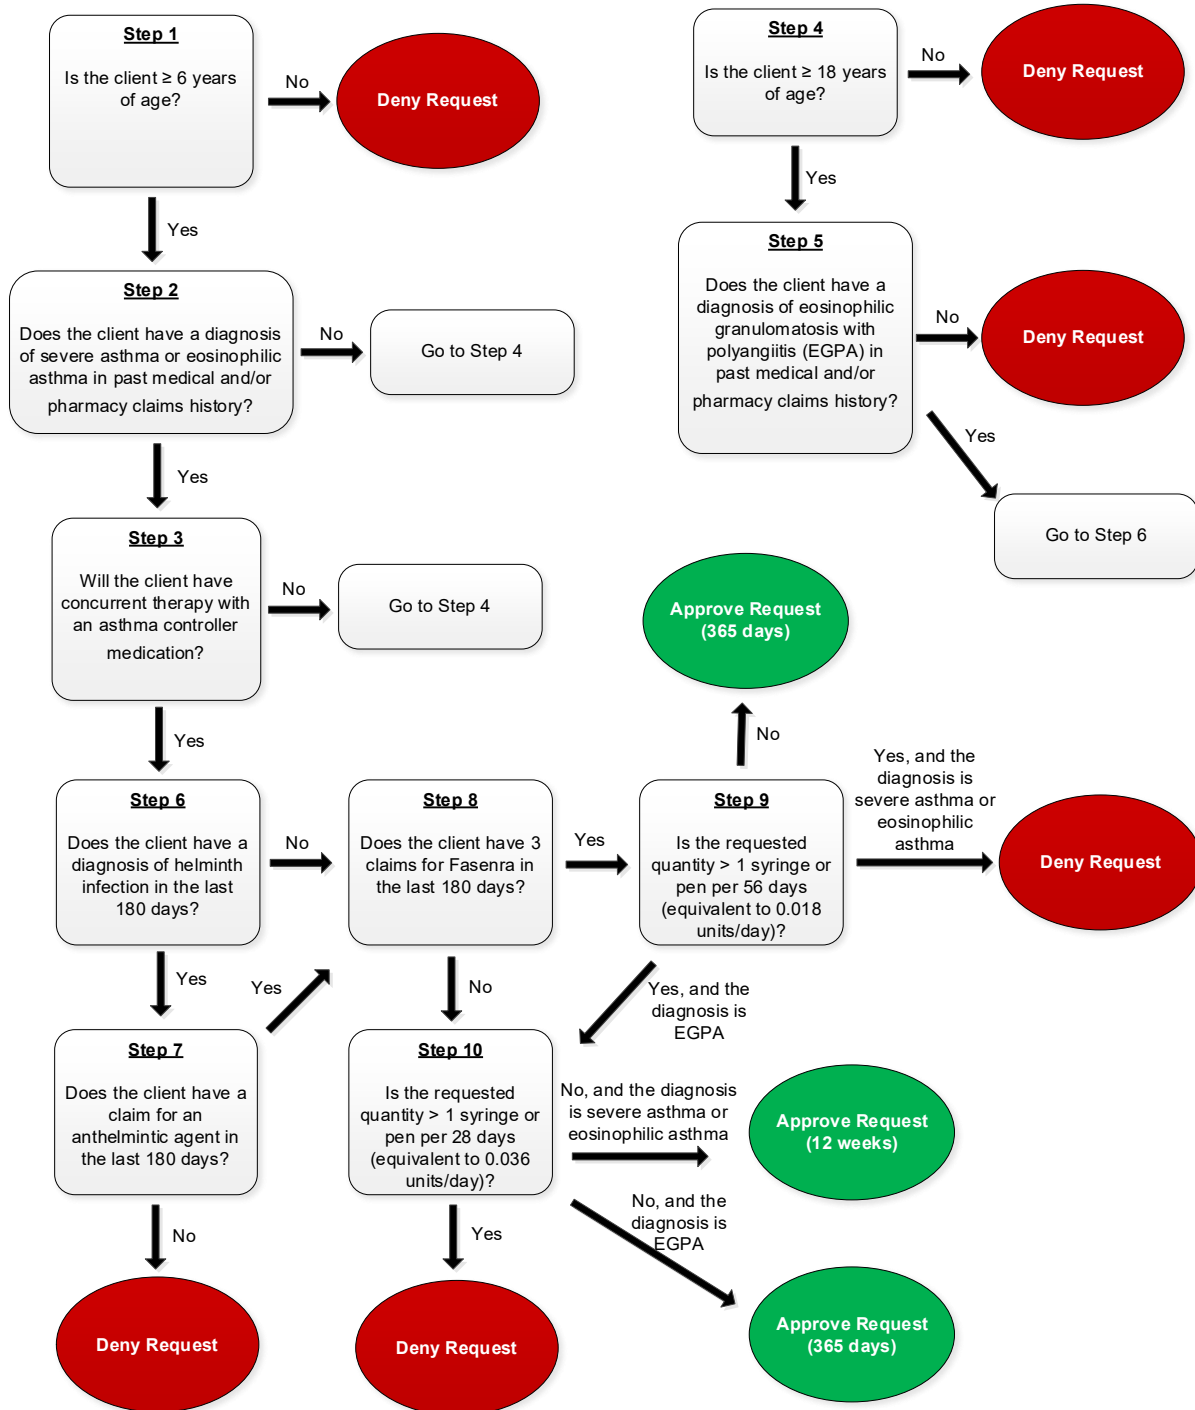 Step 1
Is the client ≥ 6 years
of age?
No
Deny Request
Yes
Step 2
Does the client have a diagnosis
of severe asthma or eosinophilic
asthma in past medical and/or
pharmacy claims history?
No
Go to Step 4
Yes
Step 3
Will the client have
concurrent therapy with
an asthma controller
medication?
No
Go to Step 4
Yes
Step 4
Is the client ≥ 18 years
of age?
No
Deny Request
Yes
Step 5
Does the client have a
diagnosis of eosinophilic
granulomatosis with
polyangiitis (EGPA) in
past medical and/or
pharmacy claims history?
No
Deny Request
Yes
Go to Step 6
Step 6
Does the client have a
diagnosis of helminth
infection in the last
180 days?
No
Yes
Step 7
Does the client have a
claim for an
anthelmintic agent in
the last 180 days?
Yes
No
Deny Request
Step 8
Does the client have 3
claims for Fasenra in
the last 180 days?
Yes
No
Step 9
Is the requested
quantity > 1 syringe or
pen per 56 days
(equivalent to 0.018
units/day)?
No
Approve Request
(365 days)
Yes, and the
diagnosis is
severe asthma or
eosinophilic
asthma
Deny Request
Yes, and the
diagnosis is
EGPA
Step 10
Is the requested
quantity > 1 syringe or
pen per 28 days
(equivalent to 0.036
units/day)?
No, and the diagnosis
is severe asthma or
eosinophilic asthma
Approve Request
(12 weeks)
No, and the
diagnosis is
EGPA
Approve Request
(365 days)
Yes
Deny Request